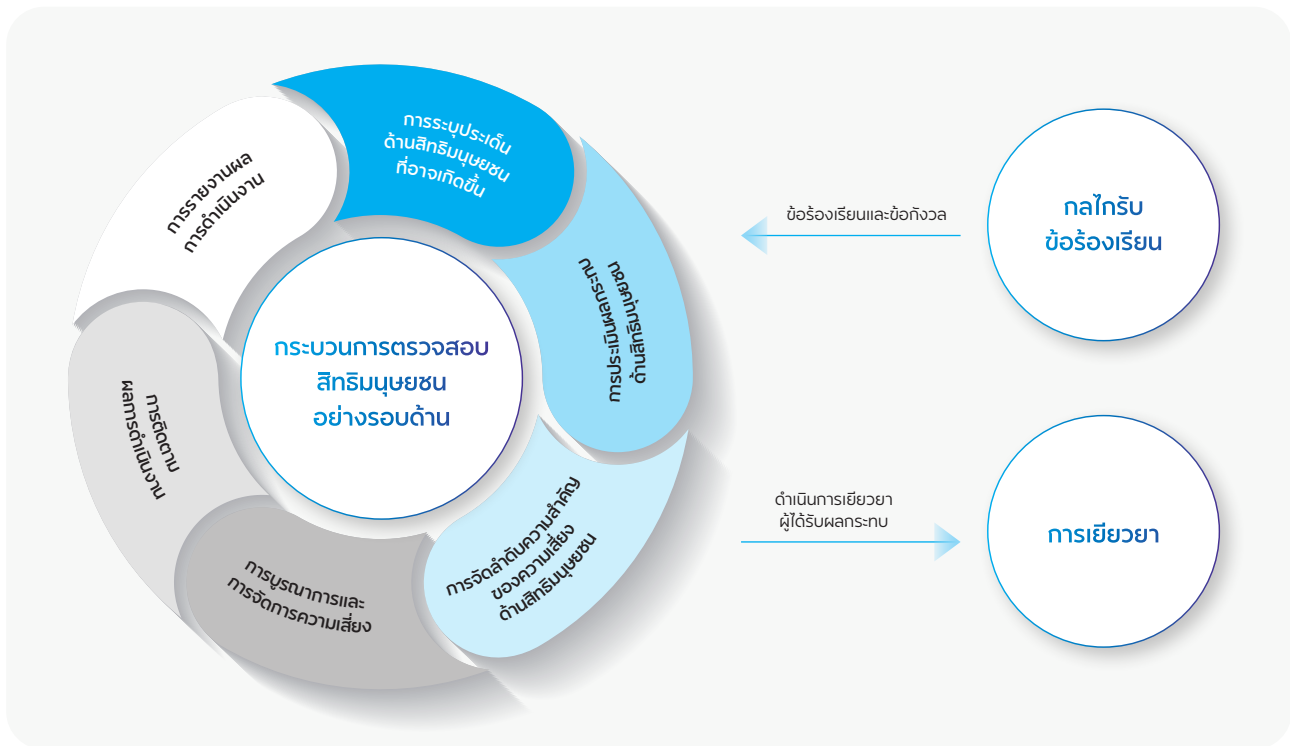 การระบุประเด็น
ด้านสิทธิมนุษยชน
ที่อาจเกิดขึ้น
การประเมินผลกระทบ
ด้านสิทธิมนุษยชน
การจัดลำดับความสำคัญ
ของความเสี่ยง
ด้านสิทธิมนุษยชน
การบูรณาการและ
การจัดการความเสี่ยง
การติดตาม
ผลการดำเนินงาน
การรายงานผล
การดำเนินงาน
กระบวนการตรวจสอบ
สิทธิมนุษยชน
อย่างรอบด้าน
ข้อร้องเรียนและข้อกังวล
กลไกรับ
ข้อร้องเรียน
ดำเนินการเยียวยา
ผู้ได้รับผลกระทบ
การเยียวยา